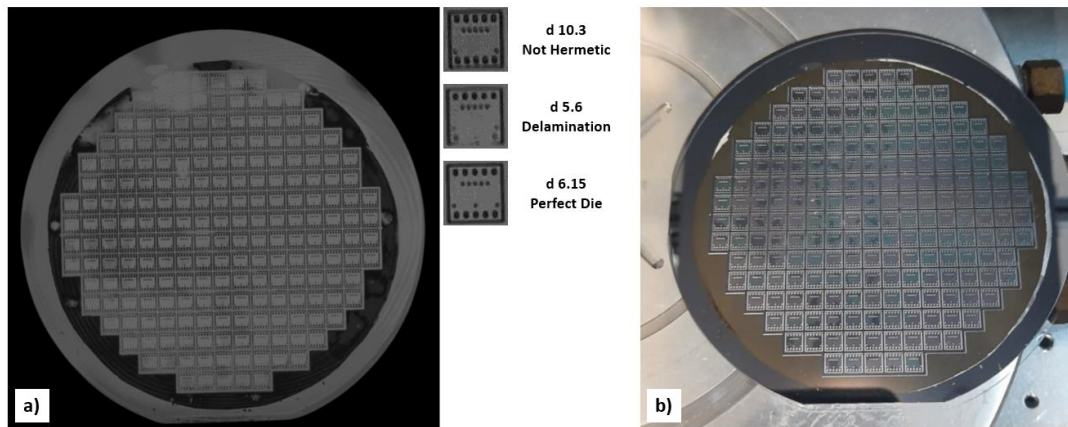 d 10.3
Not Hermetic
d 5.6
Delamination
d 6.15
Perfect Die
a)
b)